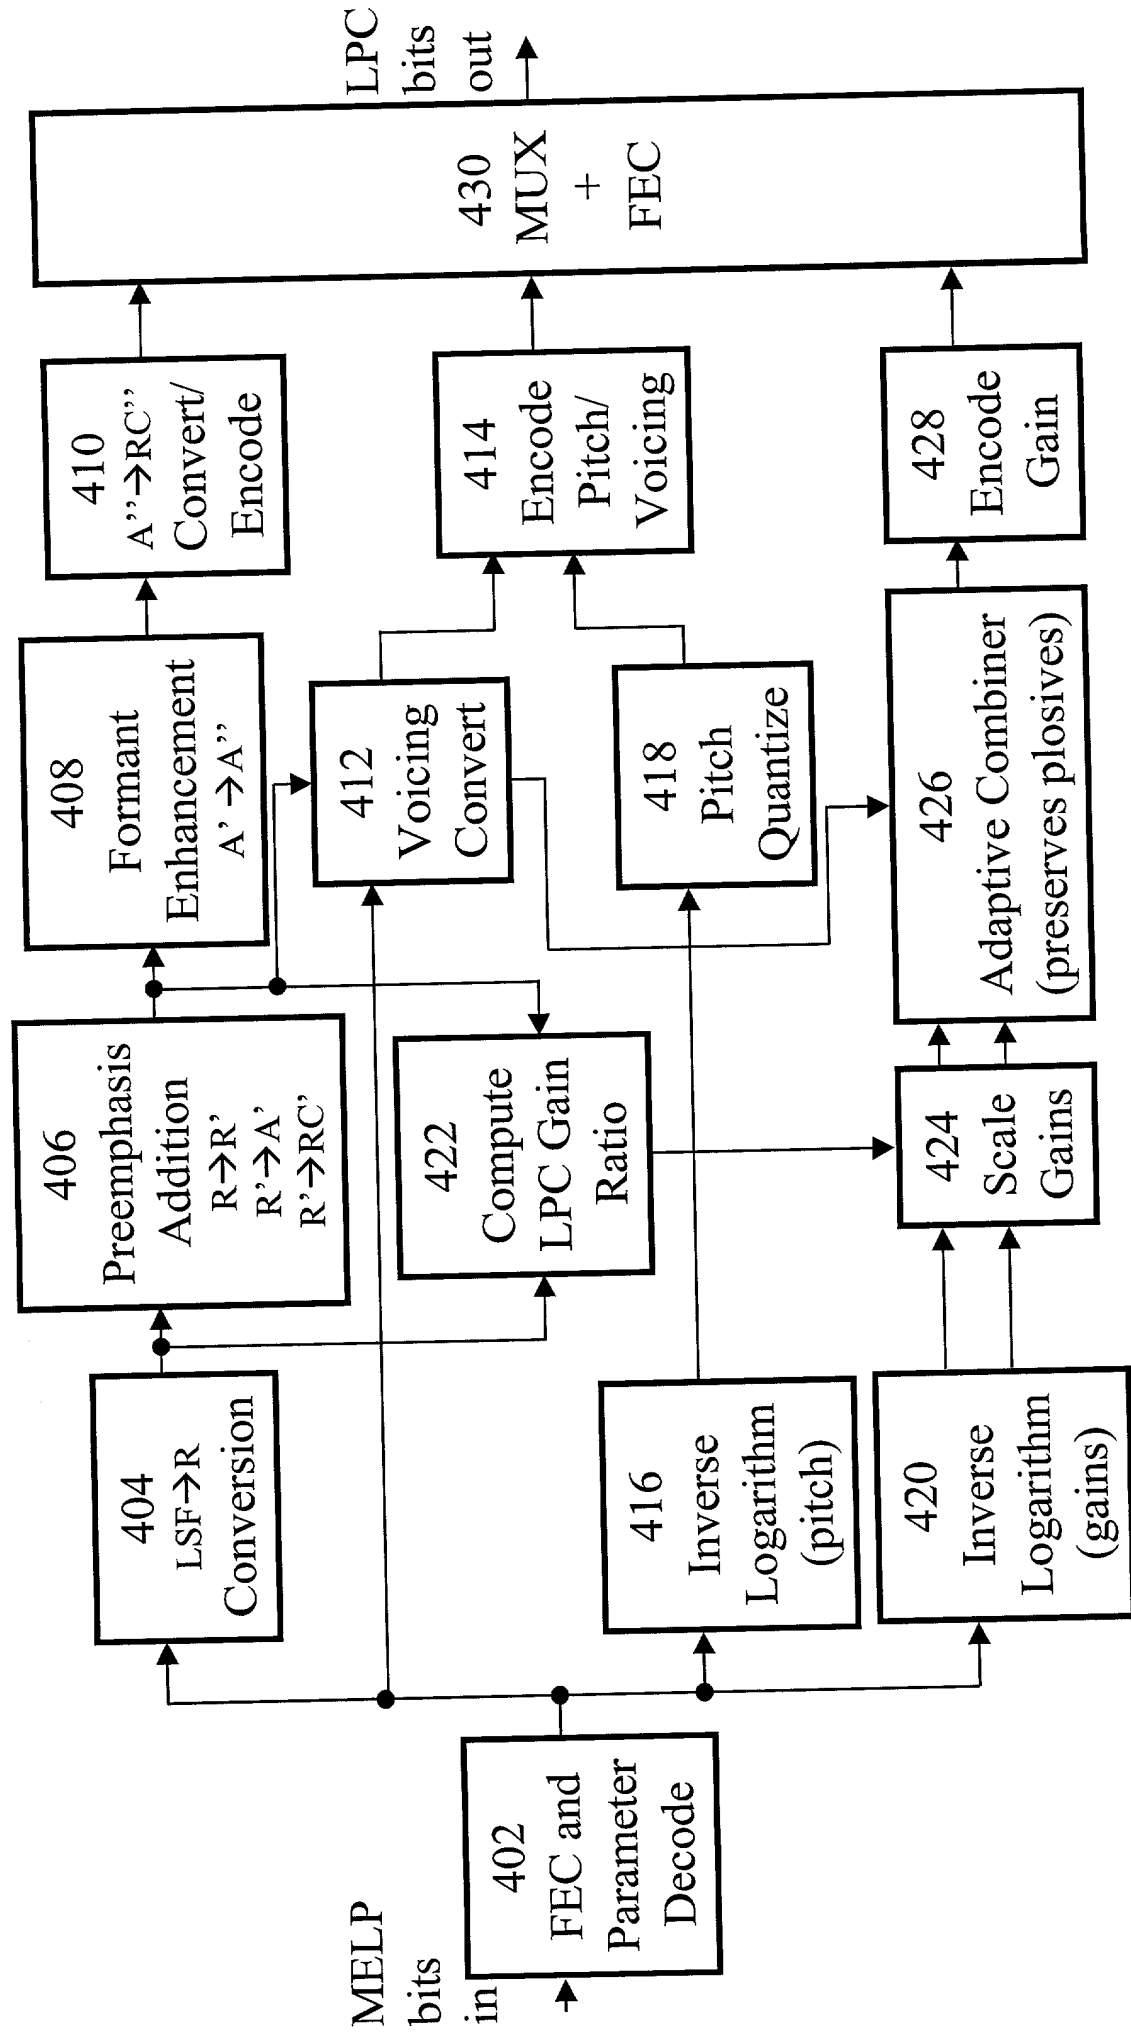 MELP
bits
in
402
FEC and
Parameter
Decode
404
LSF→R
Conversion
406
Preemphasis
Addition
R→R'
R'→A'
R'→RC'
408
Formant
Enhancement
A' →A''
410
A''→RC''
Convert/
Encode
412
Voicing
Convert
414
Encode
Pitch/
Voicing
416
Inverse
Logarithm
(pitch)
418
Pitch
Quantize
420
Inverse
Logarithm
(gains)
422
Compute
LPC Gain
Ratio
424
Scale
Gains
426
Adaptive Combiner
(preserves plosives)
428
Encode
Gain
430
MUX
+
FEC
LPC
bits
out